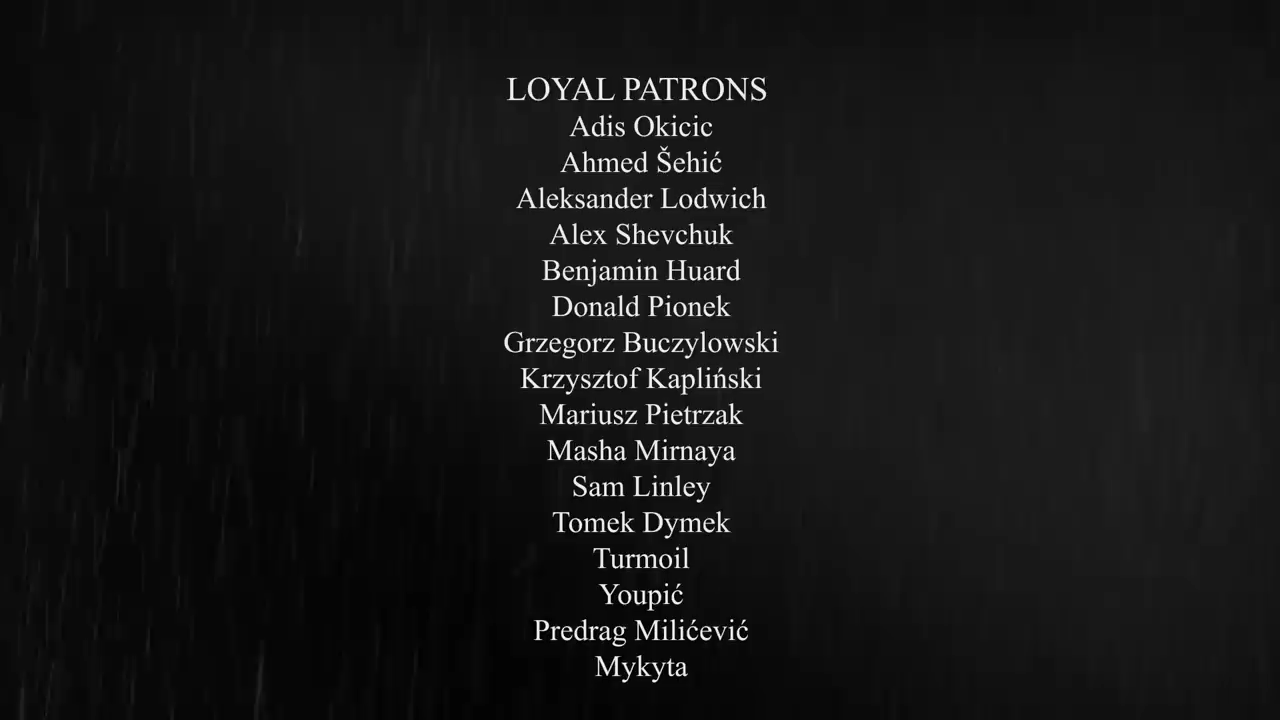 LOYAL PATRONS
Adis Okicic
Ahmed Šehić
Aleksander Lodwich
Alex Shevchuk
Benjamin Huard
Donald Pionek
Grzegorz Buczylowski
Krzysztof Kapliński
Mariusz Pietrzak
Masha Mirnaya
Sam Linley
Tomek Dymek
Turmoil
Youpić
Predrag Milićević
Mykyta